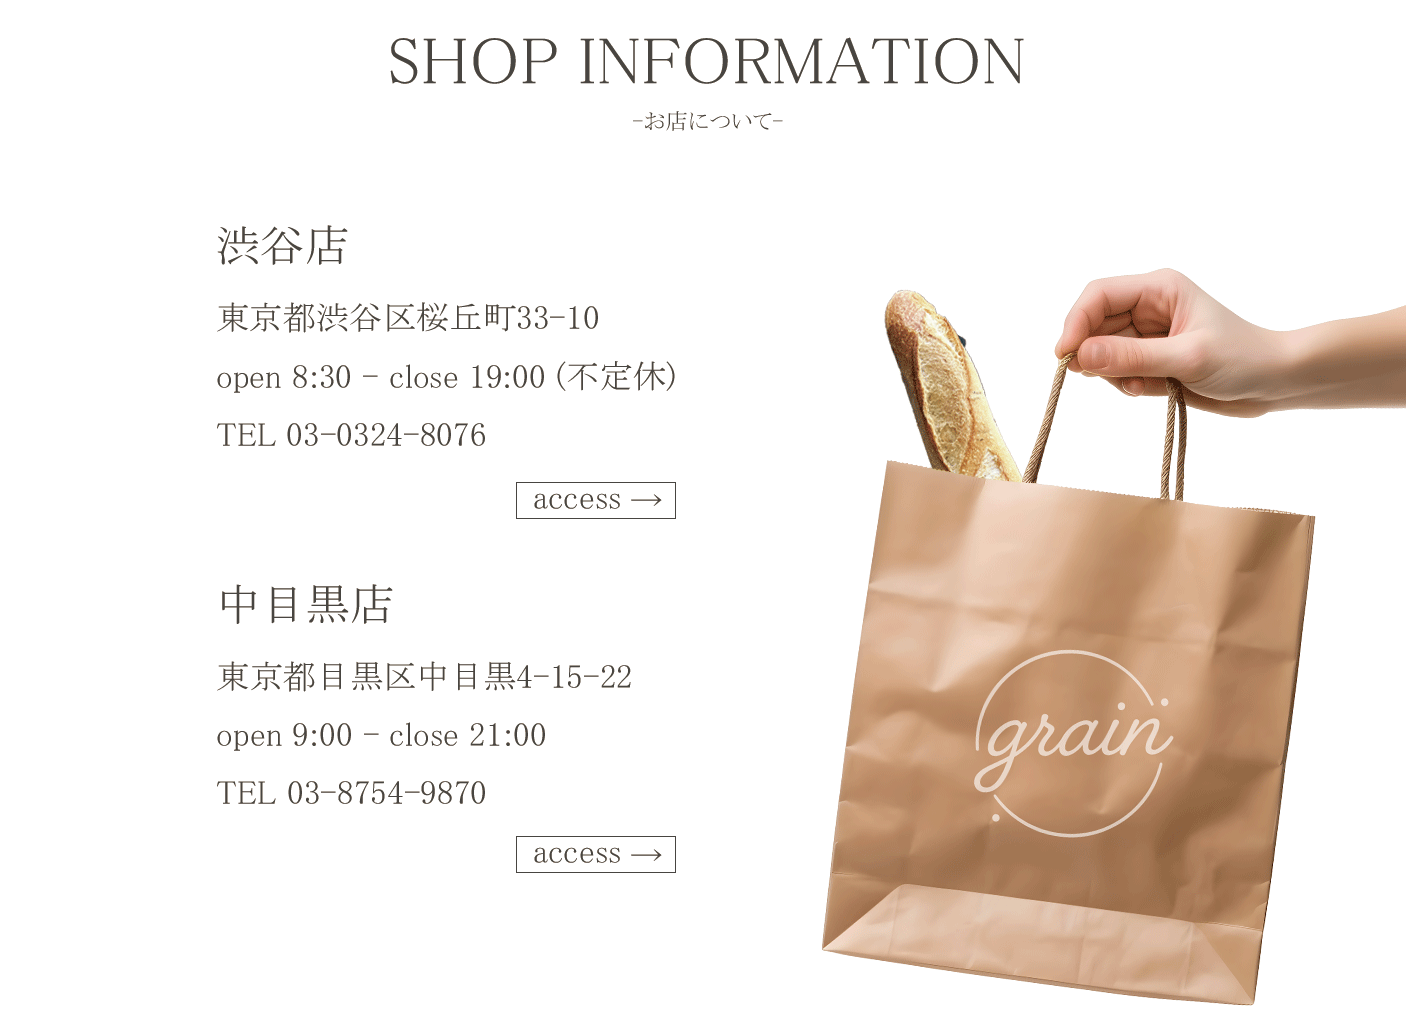 SHOP INFORMATION
-お店について-
渋谷店
東京都渋谷区桜丘町33-10
open 8:30 - close 19:00 (不定休)
TEL 03-0324-8076
access →
中目黒店
東京都目黒区中目黒4-15-22
open 9:00 - close 21:00
TEL 03-8754-9870
access →
grain